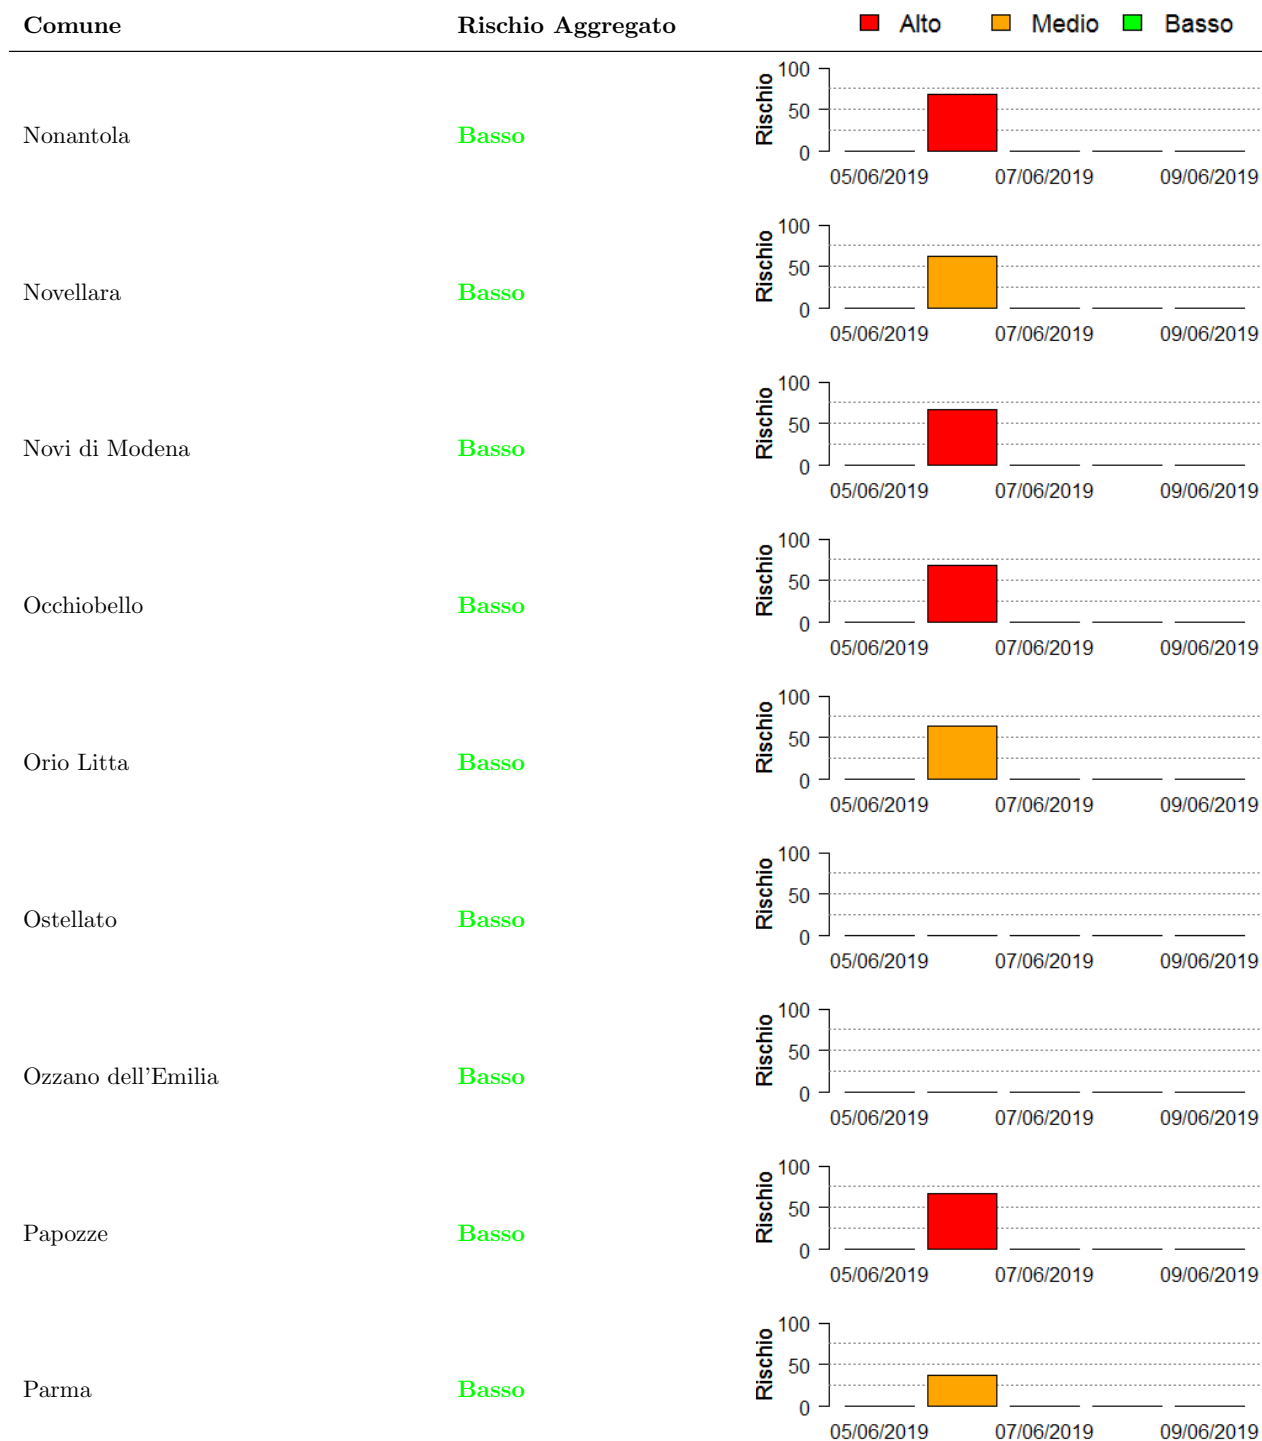 Comune Rischio Aggregato Alto Medio Basso
100
50
0
Rischio
Nonantola Basso
05/06/2019 07/06/2019 09/06/2019
100
50
0
Rischio
Novellara Basso
05/06/2019 07/06/2019 09/06/2019
100
50
0
Rischio
Novi di Modena Basso
05/06/2019 07/06/2019 09/06/2019
100
50
0
Rischio
Occhiobello Basso
05/06/2019 07/06/2019 09/06/2019
100
50
0
Rischio
Orio Litta Basso
05/06/2019 07/06/2019 09/06/2019
100
50
0
Rischio
Ostellato Basso
05/06/2019 07/06/2019 09/06/2019
100
50
0
Rischio
Ozzano dell'Emilia Basso
05/06/2019 07/06/2019 09/06/2019
100
50
0
Rischio
Papozze Basso
05/06/2019 07/06/2019 09/06/2019
100
50
0
Rischio
Parma Basso
05/06/2019 07/06/2019 09/06/2019